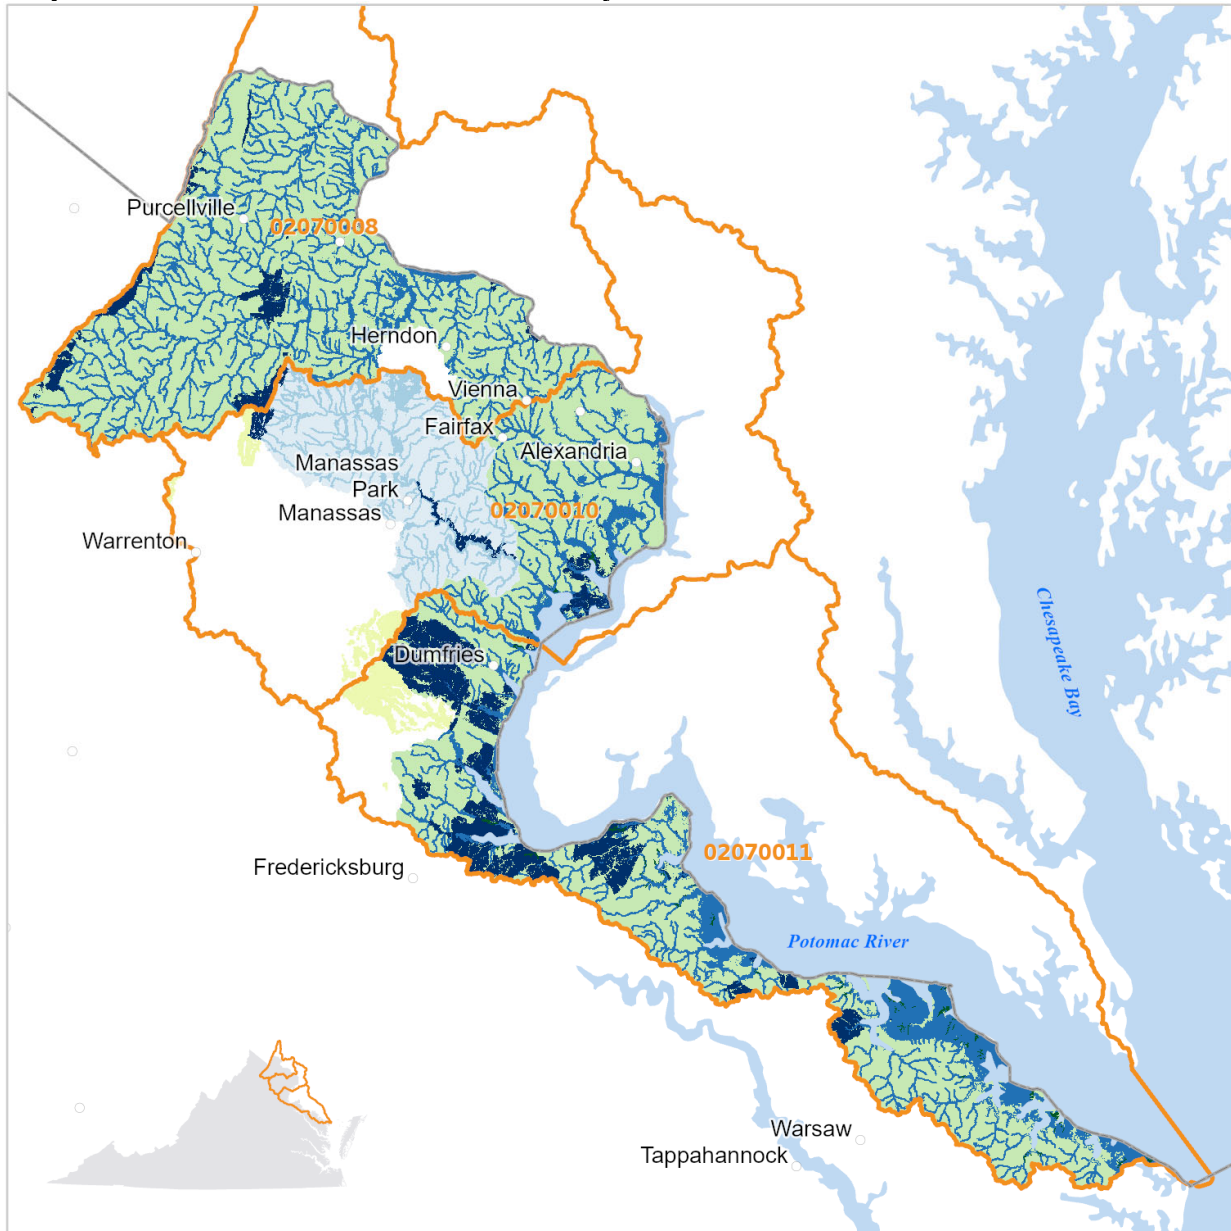 Purcellville
02070008
Herndon
Vienna
Fairfax
Alexandria
Manassas
Park
Manassas
02070010
Warrenton
Chesapeake Bay
Dumfries
02070011
Fredericksburg
Potomac River
Warsaw
Tappahannock